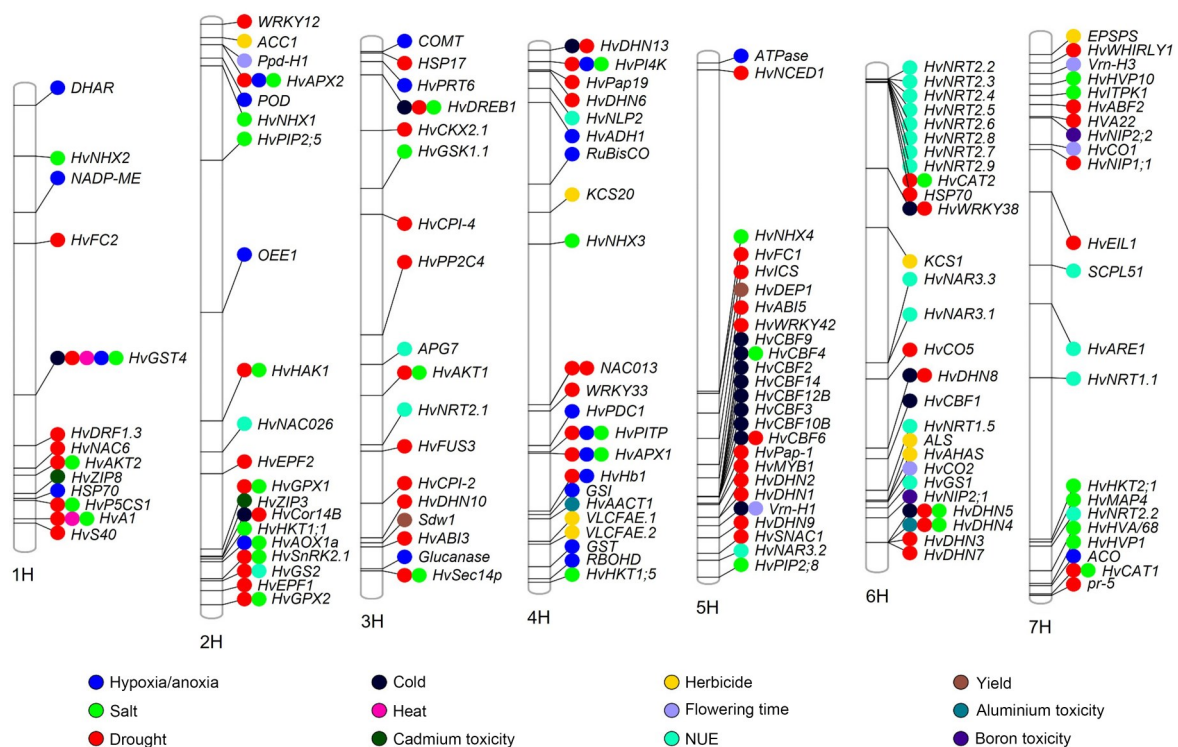 DHAR
HvNHX2
NADP-ME
HvFC2
HvGST4
HvDRF1.3
HvNAC6
HvAKT2
HvZIP8
HSP70
HvP5CS1
HvA1
HvS40
1H
WRKY12
ACC1
Ppd-H1
HvAPX2
POD
HvNHX1
HvPIP2;5
OEE1
HvHAK1
HvNAC026
HvEPF2
HvGPX1
HvZIP3
HvCor14B
HvHKT1;1
HvAOX1a
HvSnRK2.1
HvGS2
HvEPF1
HvGPX2
2H
COMT
HSP17
HvPRT6
HvDREB1
HvCKX2.1
HvGSK1.1
HvCPI-4
HvPP2C4
APG7
HvAKT1
HvNRT2.1
HvFUS3
HvCPI-2
HvDHN10
Sdw1
HvABI3
Glucanase
HvSec14p
3H
HvDHN13
HvPI4K
HvPap19
HvDHN6
HvNLP2
HvADH1
RuBisCO
KCS20
HvNHX3
NAC013
WRKY33
HvPDC1
HvPITP
HvAPX1
HvHb1
GSI
HvAACT1
VLCFAE.1
VLCFAE.2
GST
RBOHD
HvHKT1;5
4H
ATPase
HvNCED1
HvNHX4
HvFC1
HvICS
HvDEP1
HvABI5
HvWRKY42
HvCBF9
HvCBF4
HvCBF2
HvCBF14
HvCBF12B
HvCBF3
HvCBF10B
HvCBF6
HvPap-1
HvMYB1
HvDHN2
HvDHN1
Vrn-H1
HvDHN9
HvSNAC1
HvNAR3.2
HvPIP2;8
5H
HvNRT2.2
HvNRT2.3
HvNRT2.4
HvNRT2.5
HvNRT2.6
HvNRT2.8
HvNRT2.7
HvNRT2.9
HvCAT2
HSP70
HvWRKY38
KCS1
HvNAR3.3
HvNAR3.1
HvCO5
HvDHN8
HvCBF1
HvNRT1.5
ALS
HvAHAS
HvCO2
HvGS1
HvNIP2;1
HvDHN5
HvDHN4
HvDHN3
HvDHN7
6H
EPSPS
HvWHIRLY1
Vrn-H3
HvHVP10
HvITPK1
HvABF2
HVA22
HvNIP2;2
HvCO1
HvNIP1;1
HvEIL1
SCPL51
HvARE1
HvNRT1.1
HvHKT2;1
HvMAP4
HvNRT2.2
HvHVA/68
HvHVP1
ACO
HvCAT1
pr-5
7H
Hypoxia/anoxia
Cold
Herbicide
Yield
Salt
Heat
Flowering time
Aluminium toxicity
Drought
Cadmium toxicity
NUE
Boron toxicity